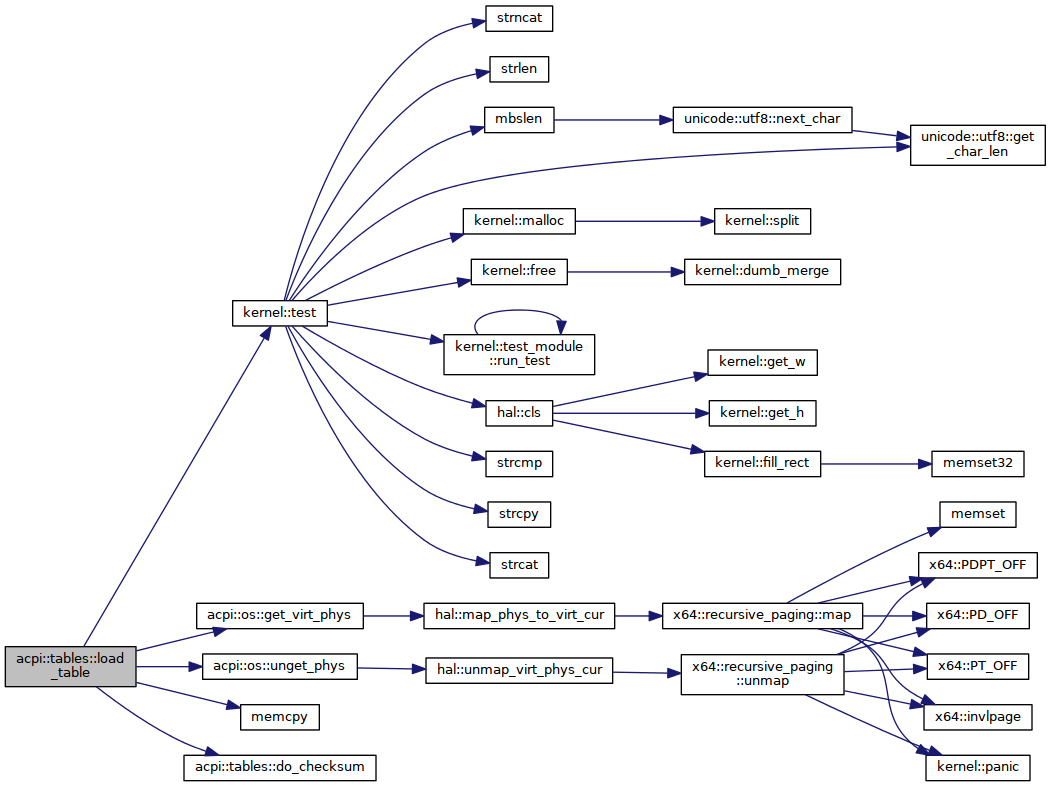 strncat
strlen
mbslen
unicode::utf8::next_char
unicode::utf8::get
_char_len
kernel::malloc
kernel::split
kernel::free
kernel::dumb_merge
kernel::test
kernel::test_module
::run_test
kernel::get_w
hal::cls
kernel::get_h
kernel::fill_rect
strcmp
memset32
strcpy
memset
strcat
x64::PDPT_OFF
acpi::os::get_virt_phys
hal::map_phys_to_virt_cur
x64::recursive_paging::map
x64::PD_OFF
acpi::tables::load
_table
acpi::os::unget_phys
hal::unmap_virt_phys_cur
x64::recursive_paging
::unmap
x64::PT_OFF
memcpy
x64::invlpage
acpi::tables::do_checksum
kernel::panic